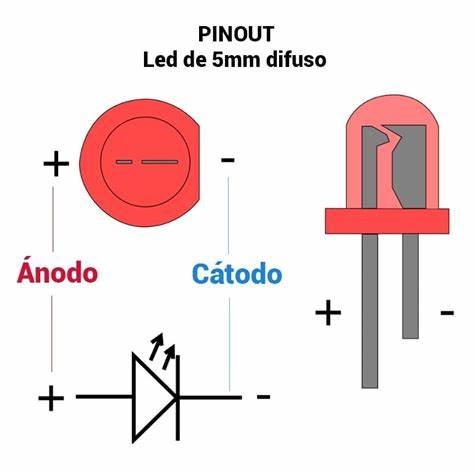 PINOUT
Led de 5mm difuso
+ -
Ánodo Cátodo
+ -
+ -